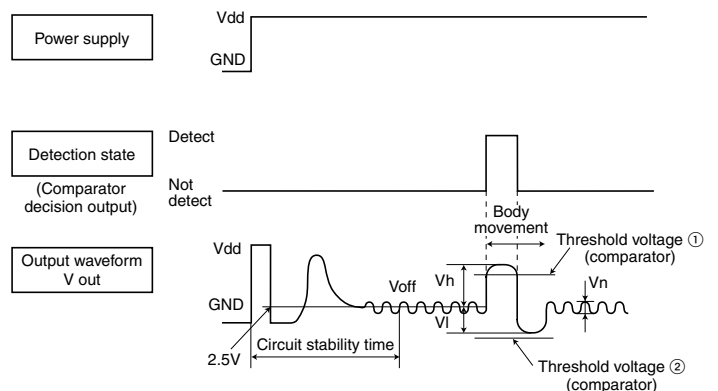 Power supply
Vdd
GND
Detection state
(Comparator
decision output)
Detect
Not
detect
Body
movement
Output waveform
V out
Vdd
GND
2.5V
Voff
Vh
Vl
Vn
Threshold voltage ①
(comparator)
Circuit stability time
Threshold voltage ②
(comparator)